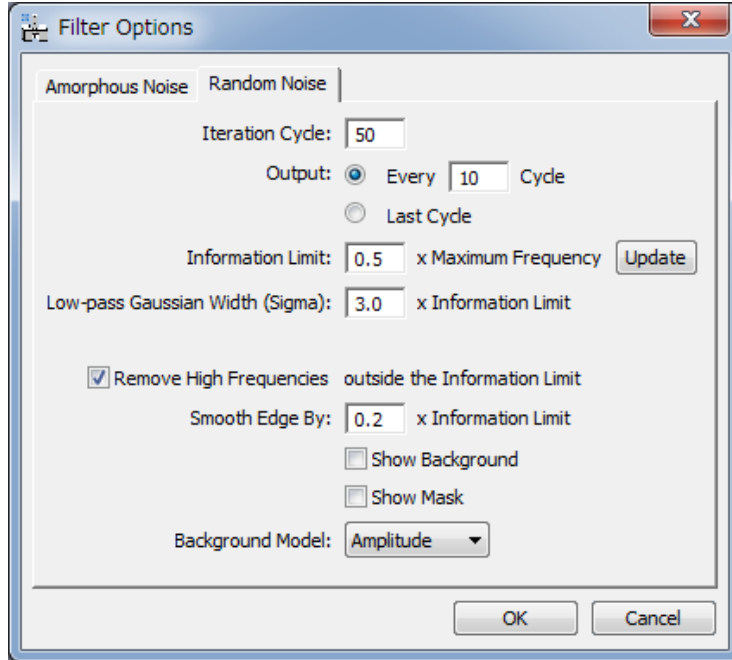 Filter Options
Amorphous Noise Random Noise
Iteration Cycle: 50
Output: Every 10 Cycle
Last Cycle
Information Limit: 0.5 x Maximum Frequency Update
Low-pass Gaussian Width (Sigma): 3.0 x Information Limit
Remove High Frequencies outside the Information Limit
Smooth Edge By: 0.2 x Information Limit
Show Background
Show Mask
Background Model: Amplitude
OK Cancel